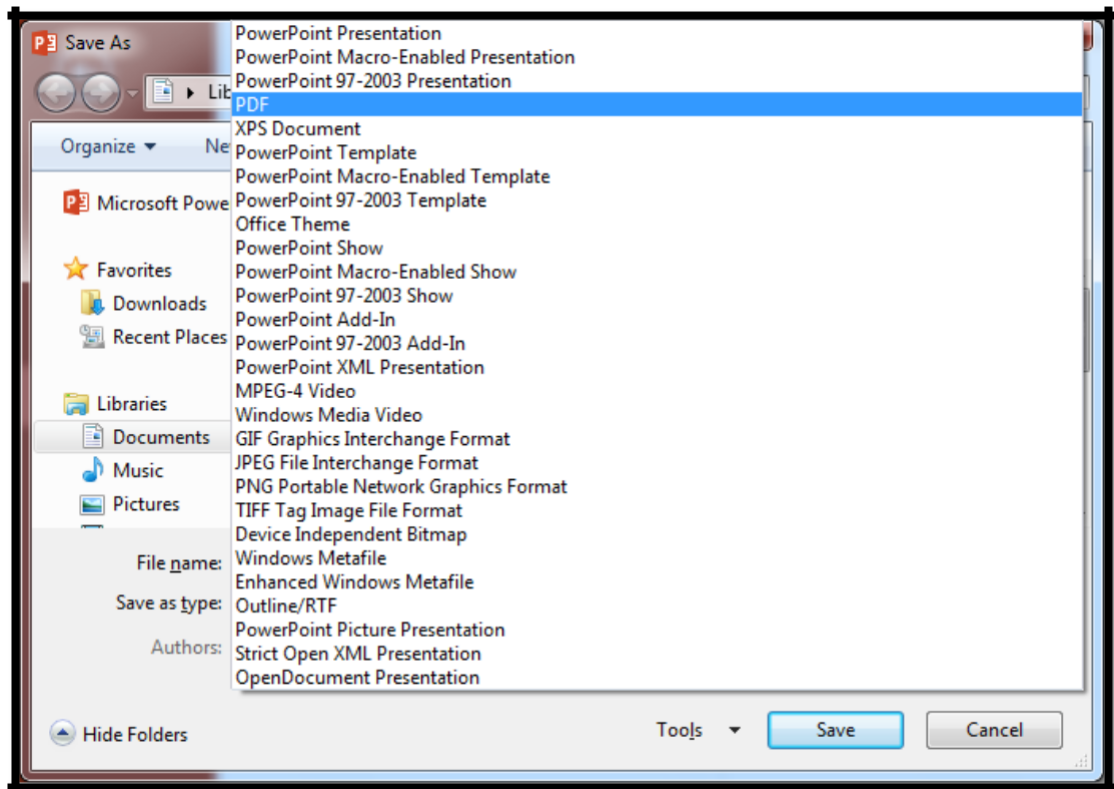 Save As
Lib
Organize
Ne
Microsoft Powe
Favorites
Downloads
Recent Places
Libraries
Documents
Music
Pictures
PowerPoint Presentation
PowerPoint Macro-Enabled Presentation
PowerPoint 97-2003 Presentation
PDF
XPS Document
PowerPoint Template
PowerPoint Macro-Enabled Template
PowerPoint 97-2003 Template
Office Theme
PowerPoint Show
PowerPoint Macro-Enabled Show
PowerPoint 97-2003 Show
PowerPoint Add-In
PowerPoint 97-2003 Add-In
PowerPoint XML Presentation
MPEG-4 Video
Windows Media Video
GIF Graphics Interchange Format
JPEG File Interchange Format
PNG Portable Network Graphics Format
TIFF Tag Image File Format
Device Independent Bitmap
Windows Metafile
Enhanced Windows Metafile
Outline/RTF
PowerPoint Picture Presentation
Strict Open XML Presentation
OpenDocument Presentation
File name:
Save as type:
Authors:
Hide Folders
Tools
Save
Cancel